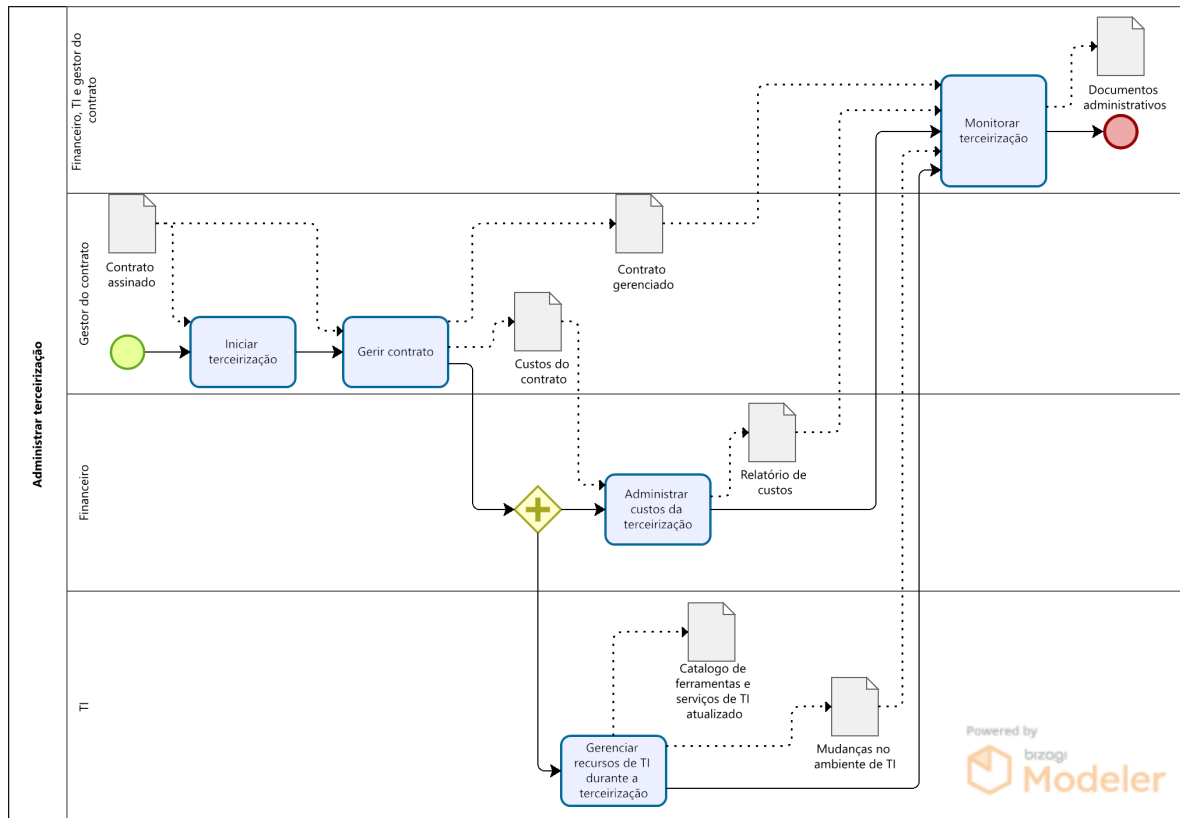 Administrar terceirização
Financeiro, TI e gestor do
contrato
Documentos
administrativos
Monitorar
terceirização
Gestor do contrato
Contrato
assinado
Contrato
gerenciado
Iniciar
terceirização
Gerir contrato
Custos do
contrato
Financeiro
Relatório de
custos
Administrar
custos da
terceirização
TI
Catalogo de
ferramentas e
serviços de TI
atualizado
Mudanças no
ambiente de TI
Gerenciar
recursos de TI
durante a
terceirização
Powered by
bizagi
Modeler